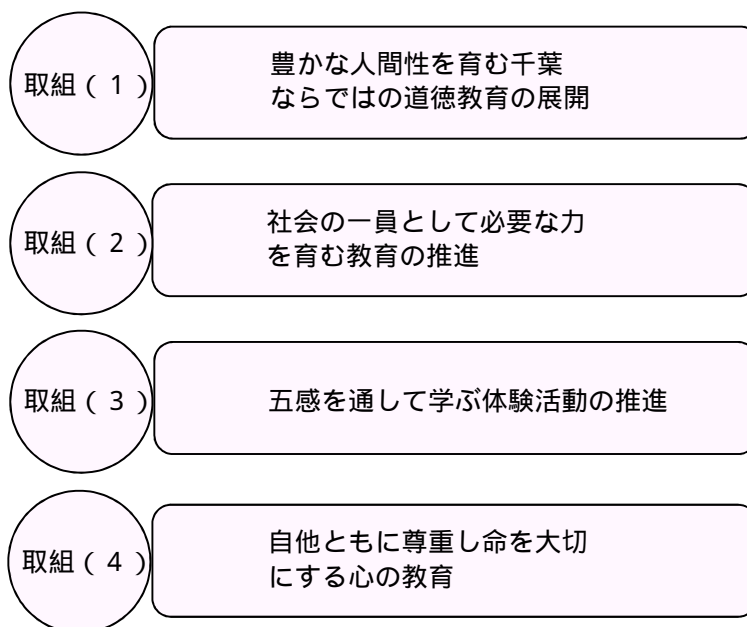 取組(1)
豊かな人間性を育む千葉
ならではの道徳教育の展開
取組(2)
社会の一員として必要な力
を育む教育の推進
取組(3)
五感を通して学ぶ体験活動の推進
取組(4)
自他ともに尊重し命を大切
にする心の教育